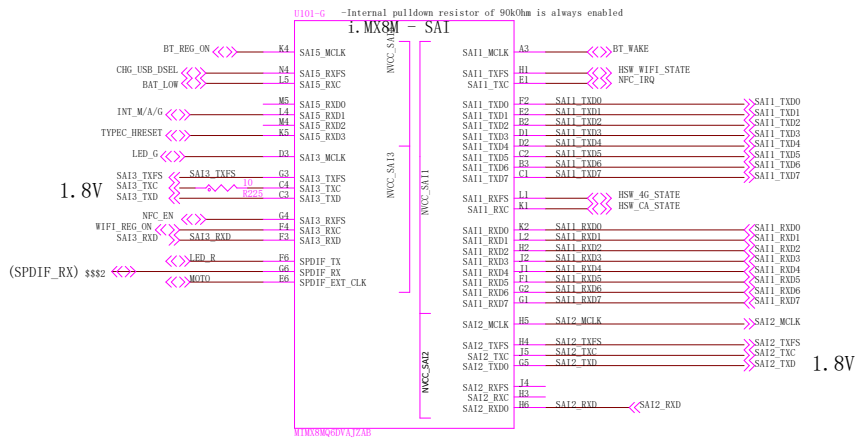 U101-G -Internal pulldown resistor of 90kOhm is always enabled
i.MX8M - SAI
BT_REG_ON K4 SAI5_MCLK
CHG_USB_DSEL N4 SAI5_RXFS
BAT_LOW L5 SAI5_RXC
M5 SAI5_RXD0
INT_M/A/G L4 SAI5_RXD1
M4 SAI5_RXD2
TYPEC_HRESET K5 SAI5_RXD3
LED_G D3 SAI3_MCLK
SAI3_TXFS SAI3_TXFS G3 SAI3_TXFS
1.8V
SAI3_TXC 10 C4 SAI3_TXC
SAI3_TXD R225 C3 SAI3_TXD
NFC_EN G4 SAI3_RXFS
WIFI_REG_ON F4 SAI3_RXC
SAI3_RXD SAI3_RXD F3 SAI3_RXD
LED_R F6 SPDIF_TX
(SPDIF_RX) $$$2 G6 SPDIF_RX
MOTO E6 SPDIF_EXT_CLK
NVCC_SAI3
NVCC_SAI1
NVCC_SAI2
SAI1_MCLK A3 BT_WAKE
SAI1_TXFS H1 HSW_WIFI_STATE
SAI1_TXC E1 NFC_IRQ
SAI1_TXD0 F2 SAI1_TXD0 SAI1_TXD0
SAI1_TXD1 E2 SAI1_TXD1 SAI1_TXD1
SAI1_TXD2 B2 SAI1_TXD2 SAI1_TXD2
SAI1_TXD3 D1 SAI1_TXD3 SAI1_TXD3
SAI1_TXD4 D2 SAI1_TXD4 SAI1_TXD4
SAI1_TXD5 C2 SAI1_TXD5 SAI1_TXD5
SAI1_TXD6 B3 SAI1_TXD6 SAI1_TXD6
SAI1_TXD7 C1 SAI1_TXD7 SAI1_TXD7
SAI1_RXFS L1 HSW_4G_STATE
SAI1_RXC K1 HSW_CA_STATE
SAI1_RXD0 K2 SAI1_RXD0 SAI1_RXD0
SAI1_RXD1 L2 SAI1_RXD1 SAI1_RXD1
SAI1_RXD2 H2 SAI1_RXD2 SAI1_RXD2
SAI1_RXD3 J2 SAI1_RXD3 SAI1_RXD3
SAI1_RXD4 J1 SAI1_RXD4 SAI1_RXD4
SAI1_RXD5 F1 SAI1_RXD5 SAI1_RXD5
SAI1_RXD6 G2 SAI1_RXD6 SAI1_RXD6
SAI1_RXD7 G1 SAI1_RXD7 SAI1_RXD7
SAI2_MCLK H5 SAI2_MCLK SAI2_MCLK
SAI2_TXFS H4 SAI2_TXFS SAI2_TXFS
SAI2_TXC J5 SAI2_TXC SAI2_TXC
SAI2_TXD0 G5 SAI2_TXD SAI2_TXD
1.8V
SAI2_RXFS J4
SAI2_RXC H3
SAI2_RXD0 H6 SAI2_RXD SAI2_RXD
MIMX8MQ6DVAJZAB